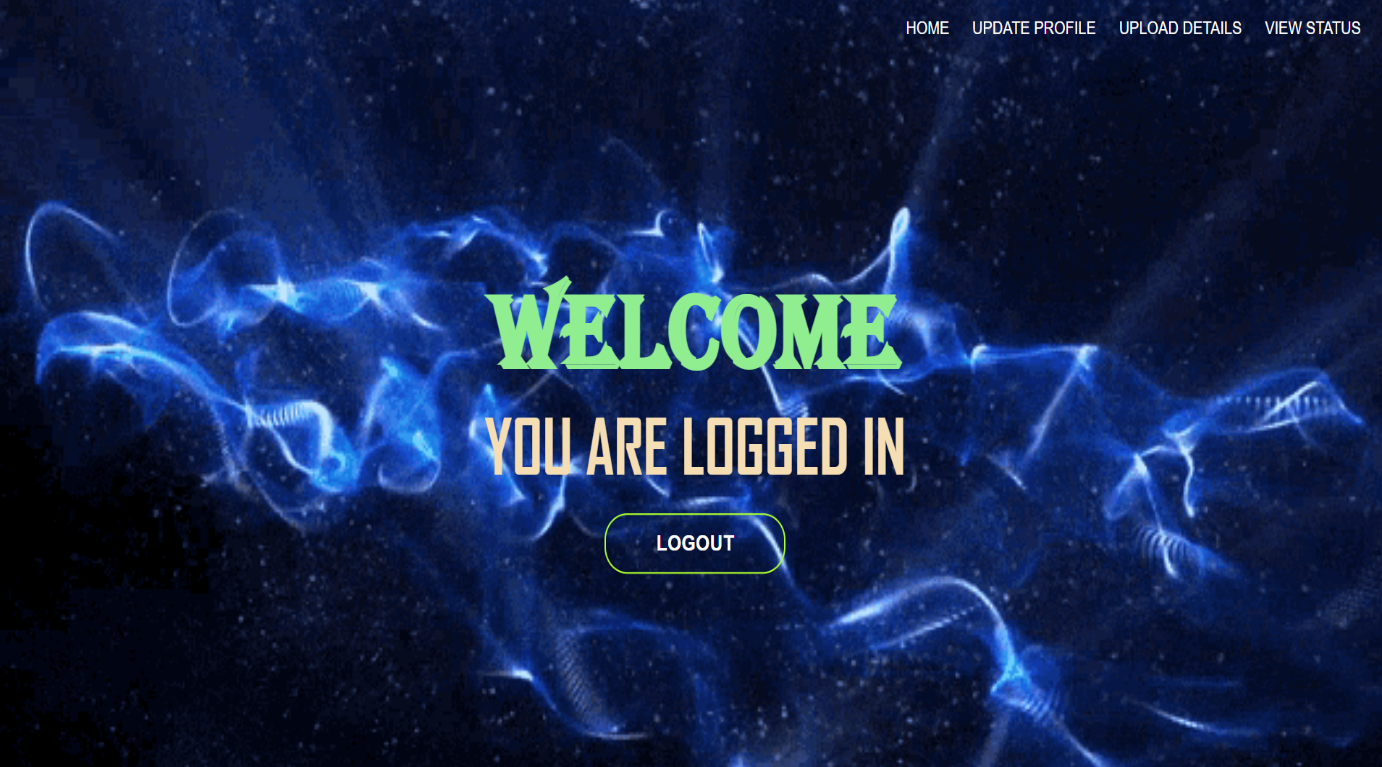 HOME UPDATE PROFILE UPLOAD DETAILS VIEW STATUS
WELCOME
YOU ARE LOGGED IN
LOGOUT